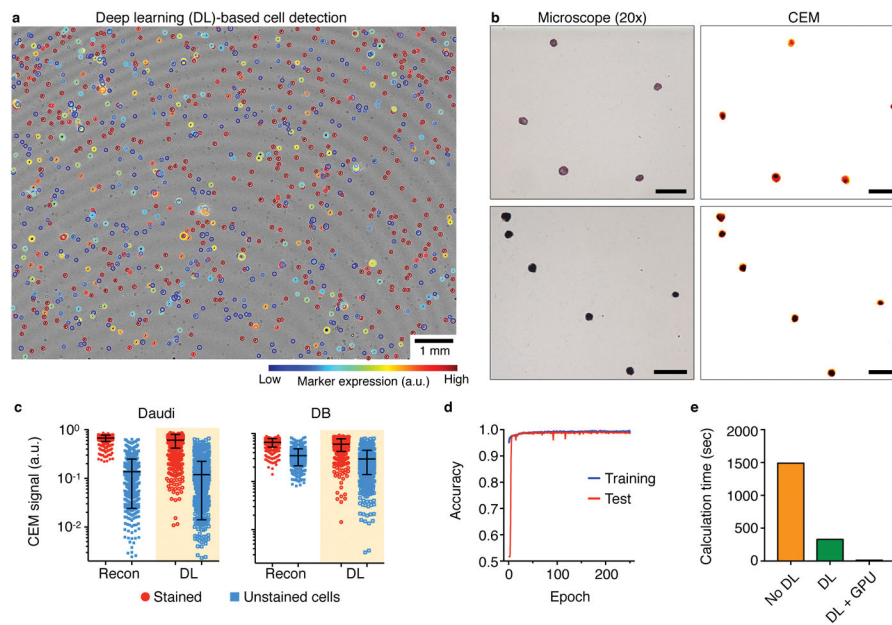 a Deep learning (DL)-based cell detection
1 mm
Low Marker expression (a.u.) High
b Microscope (20x) CEM
c Daudi DB
CEM signal (a.u.)
10⁰
10⁻¹
10⁻²
Recon DL Recon DL
Stained Unstained cells
d
Accuracy
1.0
0.9
0.8
0.7
0.6
0.5
Training
Test
0 100 200
Epoch
e
Calculation time (sec)
2000
1500
1000
500
0
No DL
DL
DL + GPU